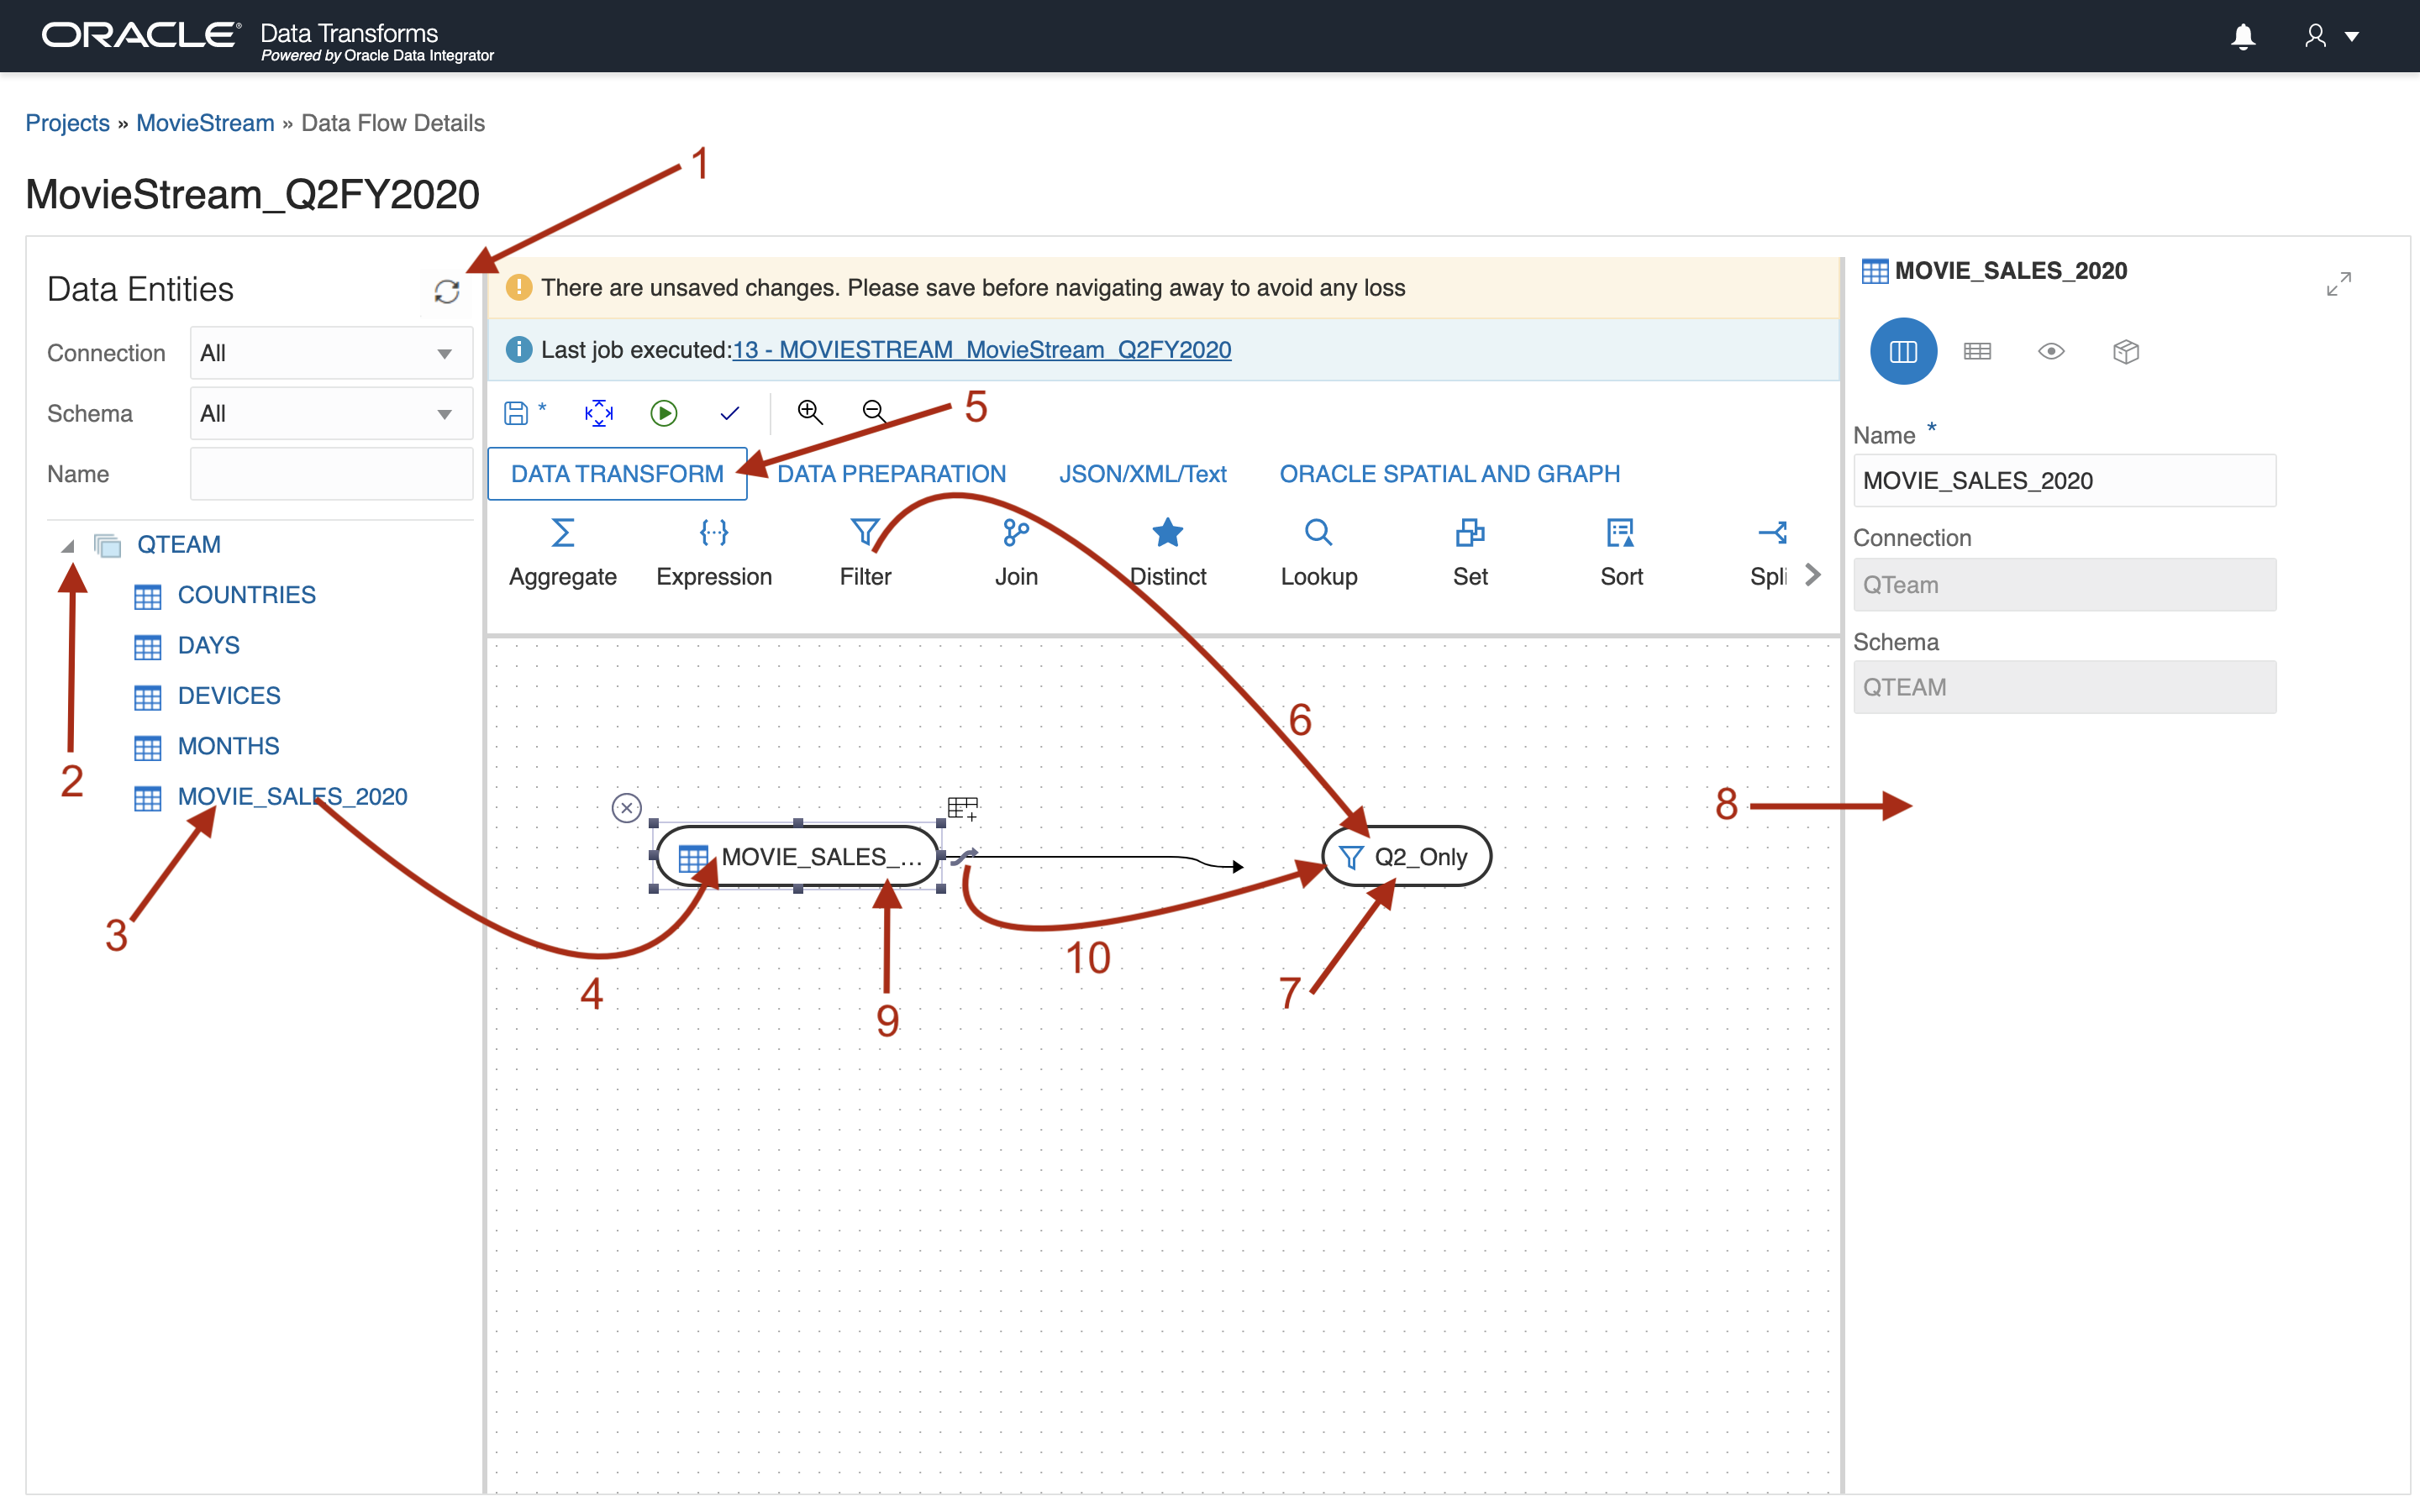 ORACLE® Data Transforms
Powered by Oracle Data Integrator
Projects » MovieStream » Data Flow Details
1
MovieStream_Q2FY2020
Data Entities
Connection All
Schema All
Name
QTEAM
COUNTRIES
DAYS
DEVICES
MONTHS
MOVIE_SALES_2020
2
3
4
There are unsaved changes. Please save before navigating away to avoid any loss
Last job executed:13 - MOVIESTREAM_MovieStream_Q2FY2020
*
5
DATA TRANSFORM DATA PREPARATION JSON/XML/Text ORACLE SPATIAL AND GRAPH
Aggregate Expression Filter Join Distinct Lookup Set Sort Spli
6
MOVIE_SALES_... Q2_Only
10
7
9
8
MOVIE_SALES_2020
Name *
MOVIE_SALES_2020
Connection
QTeam
Schema
QTEAM